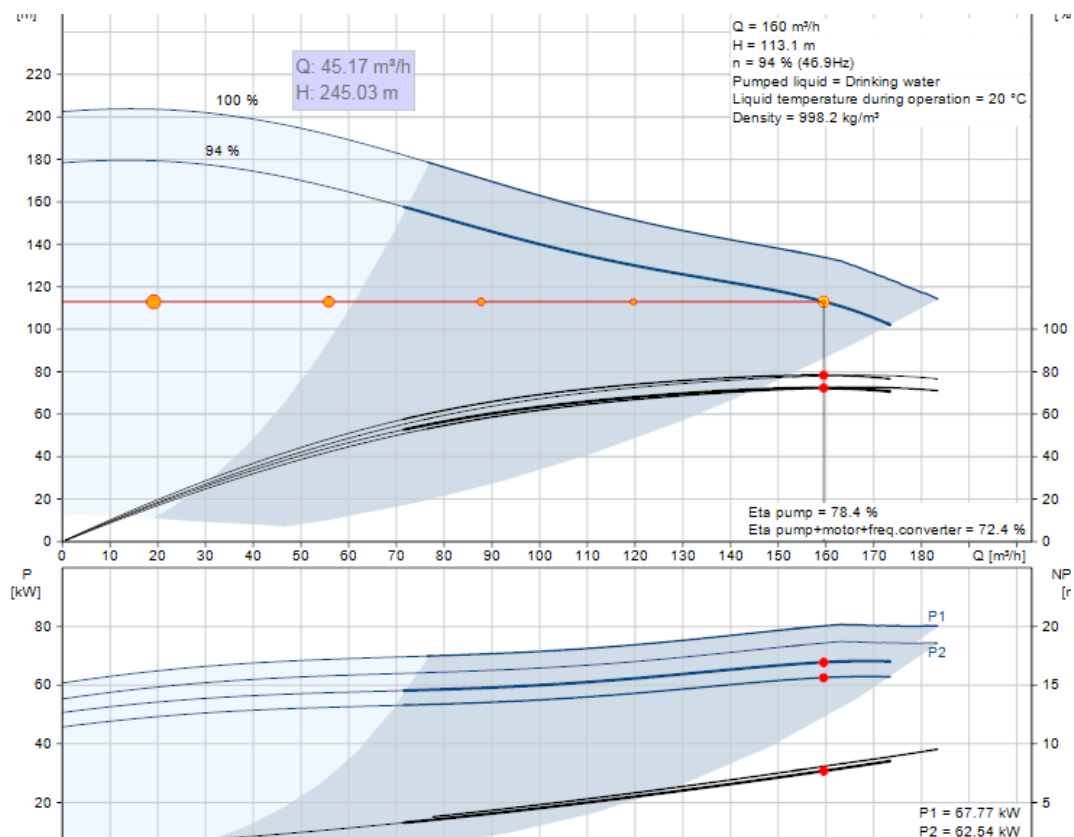 [m]
Q = 160 m³/h
H = 113.1 m
n = 94 % (46.9Hz)
Pumped liquid = Drinking water
Liquid temperature during operation = 20 °C
Density = 998.2 kg/m³
Q: 45.17 m³/h
H: 245.03 m
100 %
94 %
220
200
180
160
140
120
100
80
60
40
20
0
100
80
60
40
20
0
Eta pump = 78.4 %
Eta pump+motor+freq.converter = 72.4 %
0 10 20 30 40 50 60 70 80 90 100 110 120 130 140 150 160 170 180 Q [m³/h]
P
[kW]
NP
80
60
40
20
P1
P2
20
15
10
5
P1 = 67.77 kW
P2 = 62.54 kW